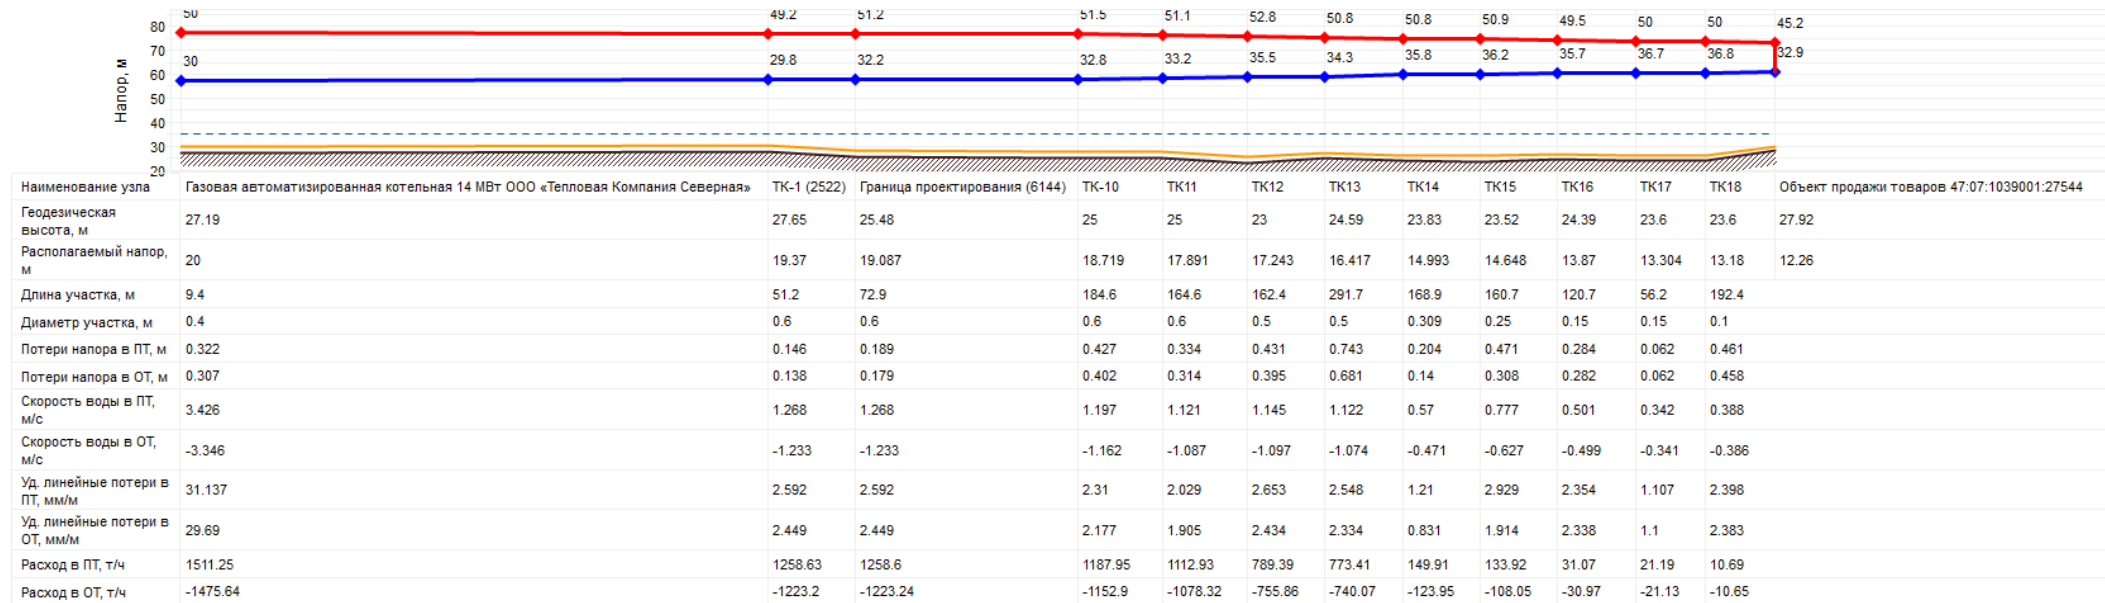 50 49.2 51.2 51.5 51.1 52.8 50.8 50.8 50.9 49.5 50 50 45.2
30 29.8 32.2 32.8 33.2 35.5 34.3 35.8 36.2 35.7 36.7 36.8 32.9
Напор, м
80
70
60
50
40
30
20
Наименование узла Газовая автоматизированная котельная 14 МВт ООО «Тепловая Компания Северная» ТК-1 (2522) Граница проектирования (6144) ТК-10 ТК11 ТК12 ТК13 ТК14 ТК15 ТК16 ТК17 ТК18 Объект продажи товаров 47:07:1039001:27544
Геодезическая
высота, м 27.19 27.65 25.48 25 25 23 24.59 23.83 23.52 24.39 23.6 23.6 27.92
Располагаемый напор,
м 20 19.37 19.087 18.719 17.891 17.243 16.417 14.993 14.648 13.87 13.304 13.18 12.26
Длина участка, м 9.4 51.2 72.9 184.6 164.6 162.4 291.7 168.9 160.7 120.7 56.2 192.4
Диаметр участка, м 0.4 0.6 0.6 0.6 0.6 0.5 0.5 0.309 0.25 0.15 0.15 0.1
Потери напора в ПТ, м 0.322 0.146 0.189 0.427 0.334 0.431 0.743 0.204 0.471 0.284 0.062 0.461
Потери напора в ОТ, м 0.307 0.138 0.179 0.402 0.314 0.395 0.681 0.14 0.308 0.282 0.062 0.458
Скорость воды в ПТ,
м/с 3.426 1.268 1.268 1.197 1.121 1.145 1.122 0.57 0.777 0.501 0.342 0.388
Скорость воды в ОТ,
м/с -3.346 -1.233 -1.233 -1.162 -1.087 -1.097 -1.074 -0.471 -0.627 -0.499 -0.341 -0.386
Уд. линейные потери в
ПТ, мм/м 31.137 2.592 2.592 2.31 2.029 2.653 2.548 1.21 2.929 2.354 1.107 2.398
Уд. линейные потери в
ОТ, мм/м 29.69 2.449 2.449 2.177 1.905 2.434 2.334 0.831 1.914 2.338 1.1 2.383
Расход в ПТ, т/ч 1511.25 1258.63 1258.6 1187.95 1112.93 789.39 773.41 149.91 133.92 31.07 21.19 10.69
Расход в ОТ, т/ч -1475.64 -1223.2 -1223.24 -1152.9 -1078.32 -755.86 -740.07 -123.95 -108.05 -30.97 -21.13 -10.65